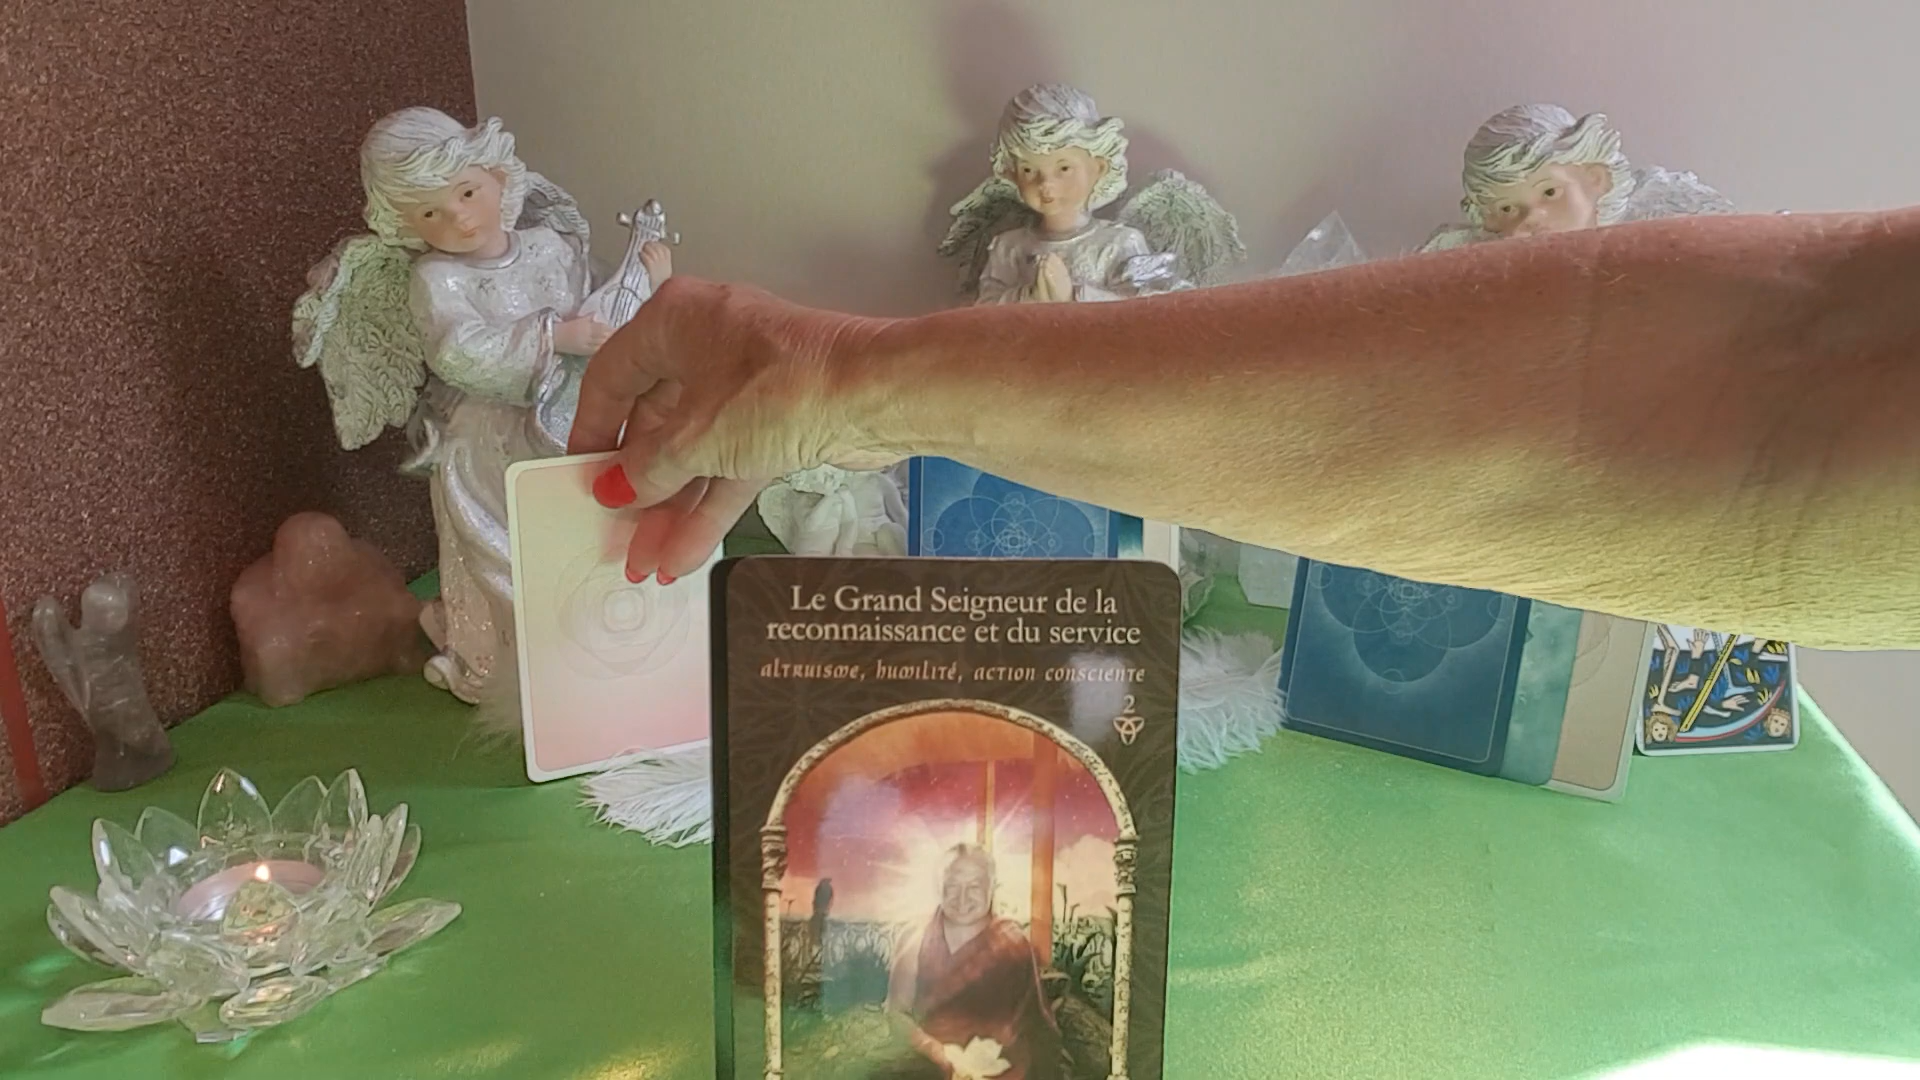 Le Grand Seigneur de la
reconnaissance et du service
altruisme, humilité, action consciente
2